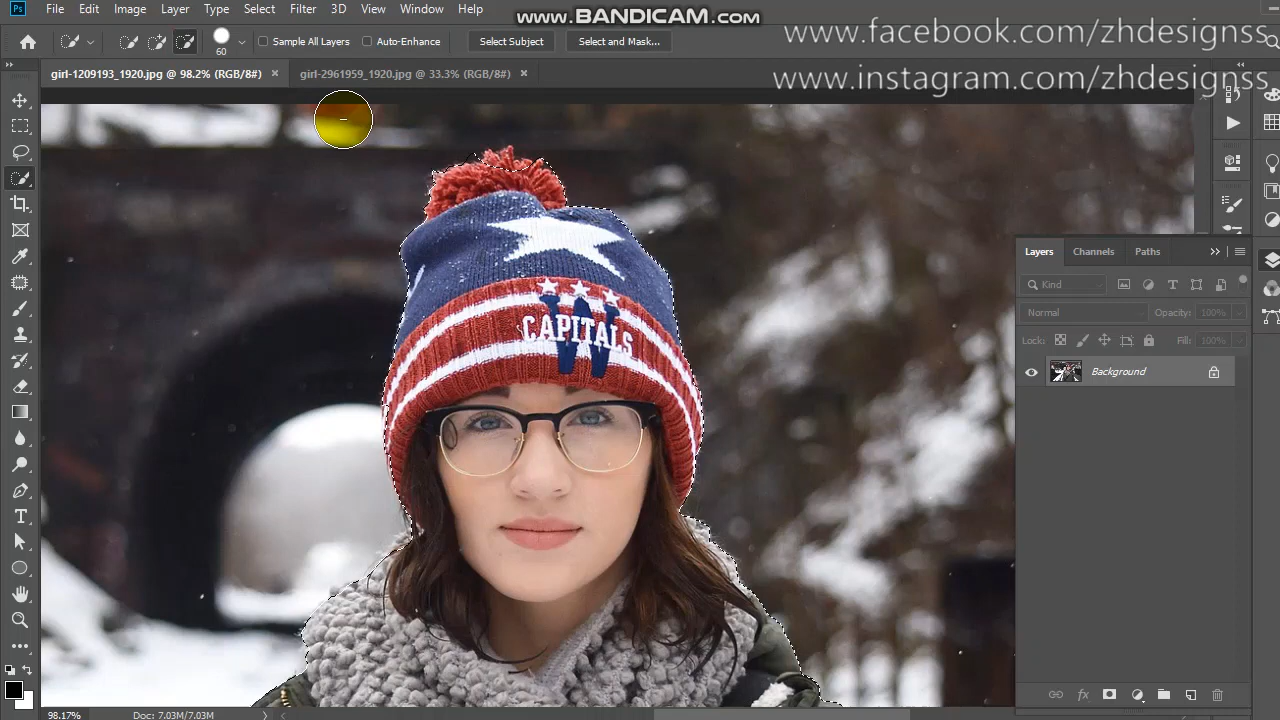 www.BANDICAM.com
File Edit Image Layer Type Select Filter 3D View Window Help
www.facebook.com/zhdesignss
60 Sample All Layers Auto-Enhance Select Subject Select and Mask...
girl-1209193_1920.jpg @ 98.2% (RGB/8#) × girl-2961959_1920.jpg @ 33.3% (RGB/8#) ×
www.instagram.com/zhdesignss
Layers Channels Paths
Kind
Normal Opacity: 100%
Lock: Fill: 100%
Background
W
CAPITALS
98.17% Doc: 7.03M/7.03M